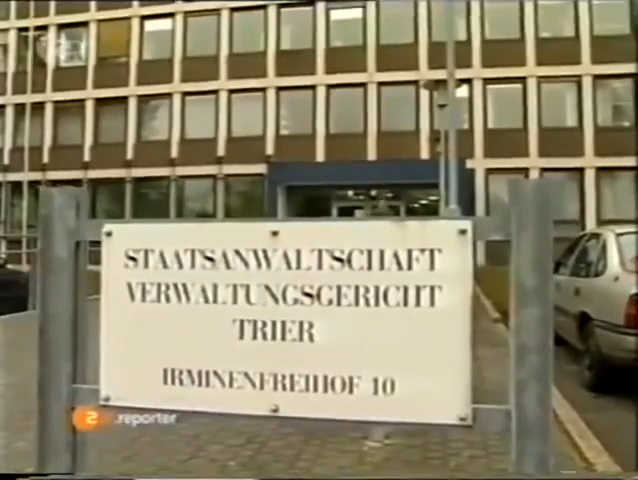 STAATSANWALTSCHAFT
VERWALTUNGSGERICHT
TRIER
IRMINENFREIHOF 10
2 .reporter